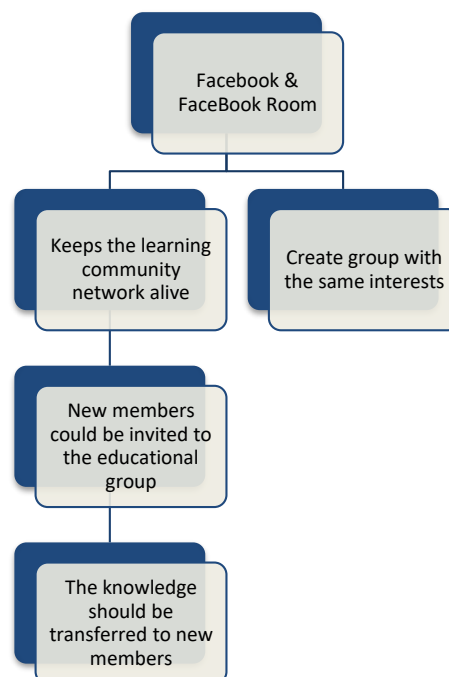 Facebook &
FaceBook Room
Keeps the learning
community
network alive
Create group with
the same interests
New members
could be invited to
the educational
group
The knowledge
should be
transferred to new
members